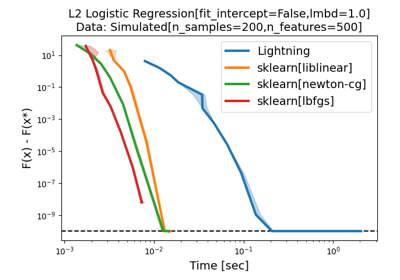 L2 Logistic Regression[fit_intercept=False,lmbd=1.0]
Data: Simulated[n_samples=200,n_features=500]
Lightning
sklearn[liblinear]
sklearn[newton-cg]
sklearn[lbfgs]
F(x) - F(x*)
10¹
10⁻¹
10⁻³
10⁻⁵
10⁻⁷
10⁻⁹
10⁻³
10⁻²
10⁻¹
10⁰
Time [sec]